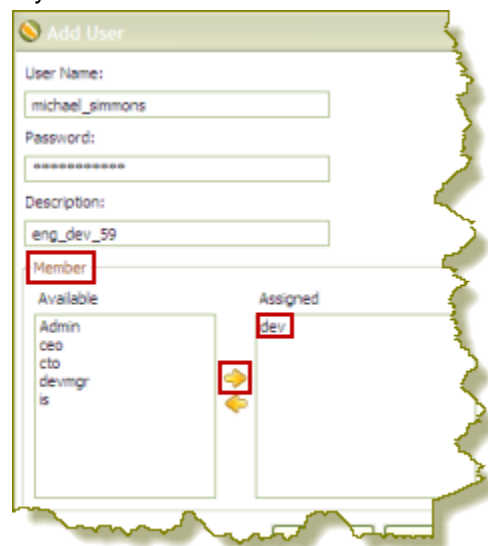 Add User
User Name:
michael_simmons
Password:
***********
Description:
eng_dev_59
Member
Available
Assigned
Admin
dev
ceo
cto
devmgr
is